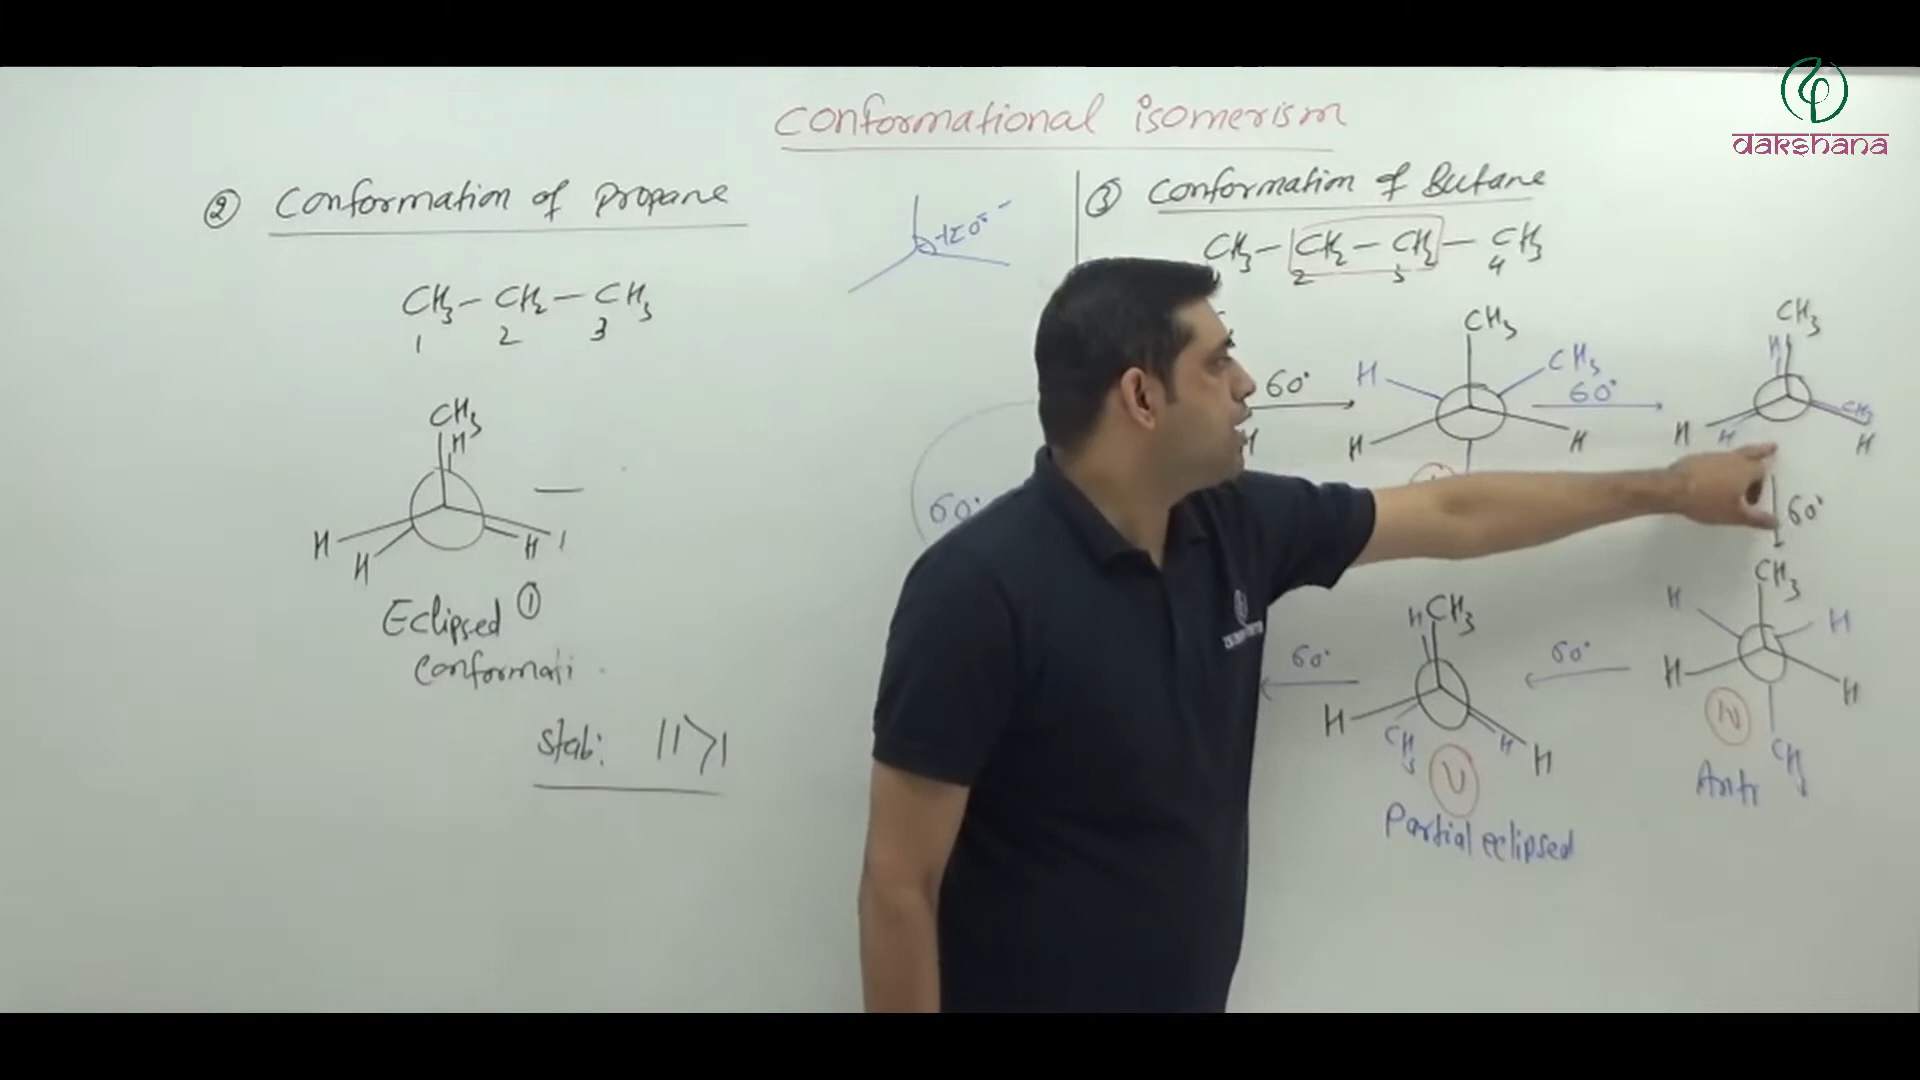 dakshana
Conformational isomerism
② Conformation of Propane
CH3 – CH2 – CH3
1 2 3
CH3
H
H
H
H
Eclipsed ①
Conformati
Stab: II > I
120°
③ Conformation of Butane
CH3 – CH2 – CH2 – CH3
2 3 4
60°
H
60°
CH3
H CH3
H H
60°
CH3
H
CH3
H H H
60°
CH3
H H
H H
IV
CH3
Anti
60°
H CH3
H
CH3 H H
V
Partial eclipsed
60°